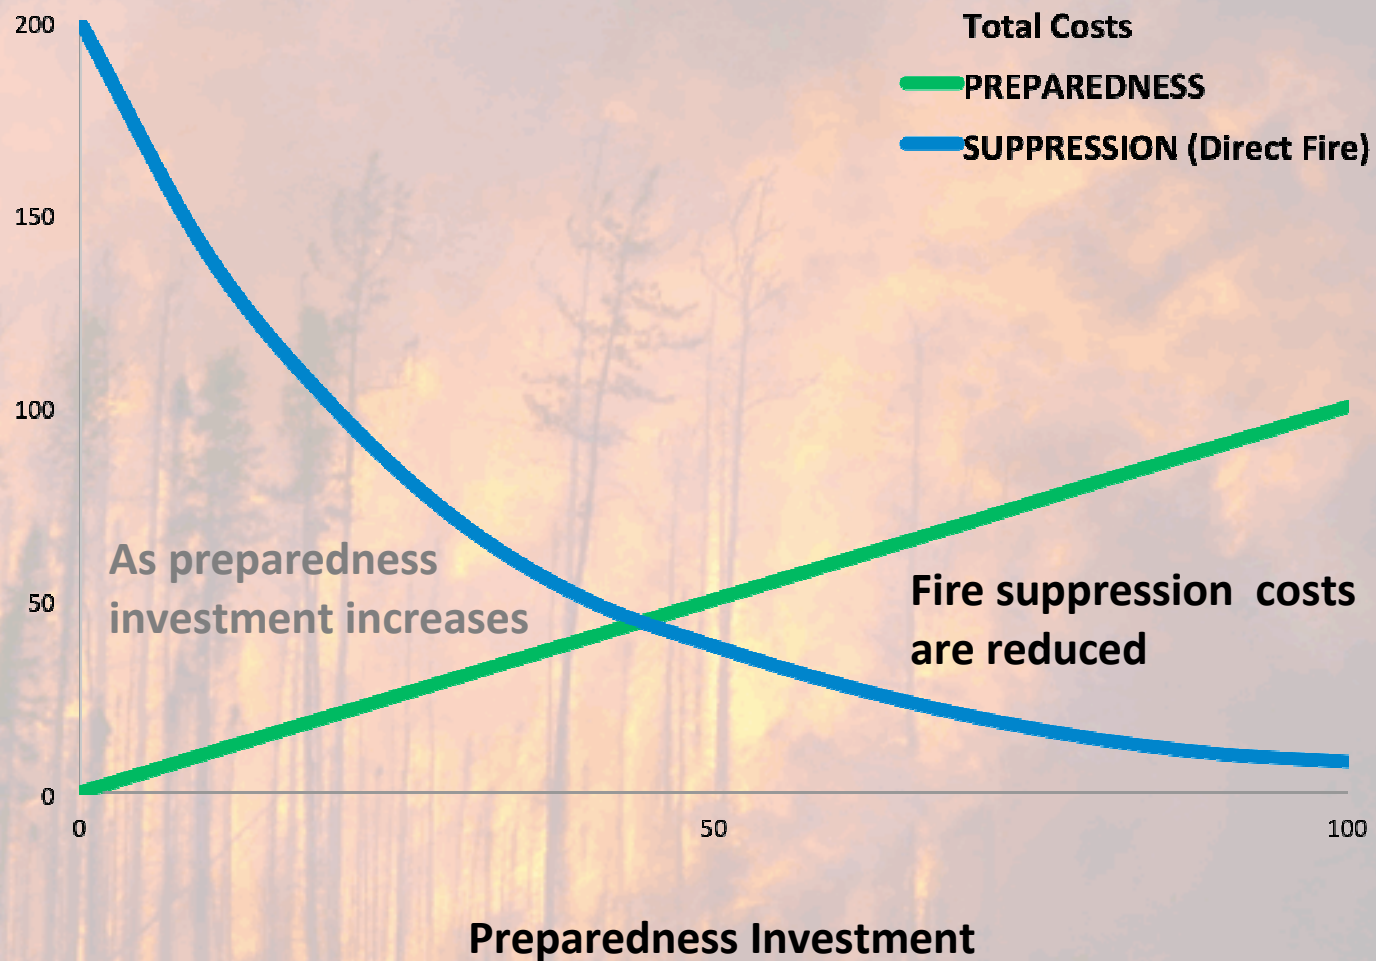 200
Total Costs
PREPAREDNESS
SUPPRESSION (Direct Fire)
150
100
As preparedness
investment increases
50
Fire suppression  costs
are reduced
0
0
50
100
Preparedness Investment